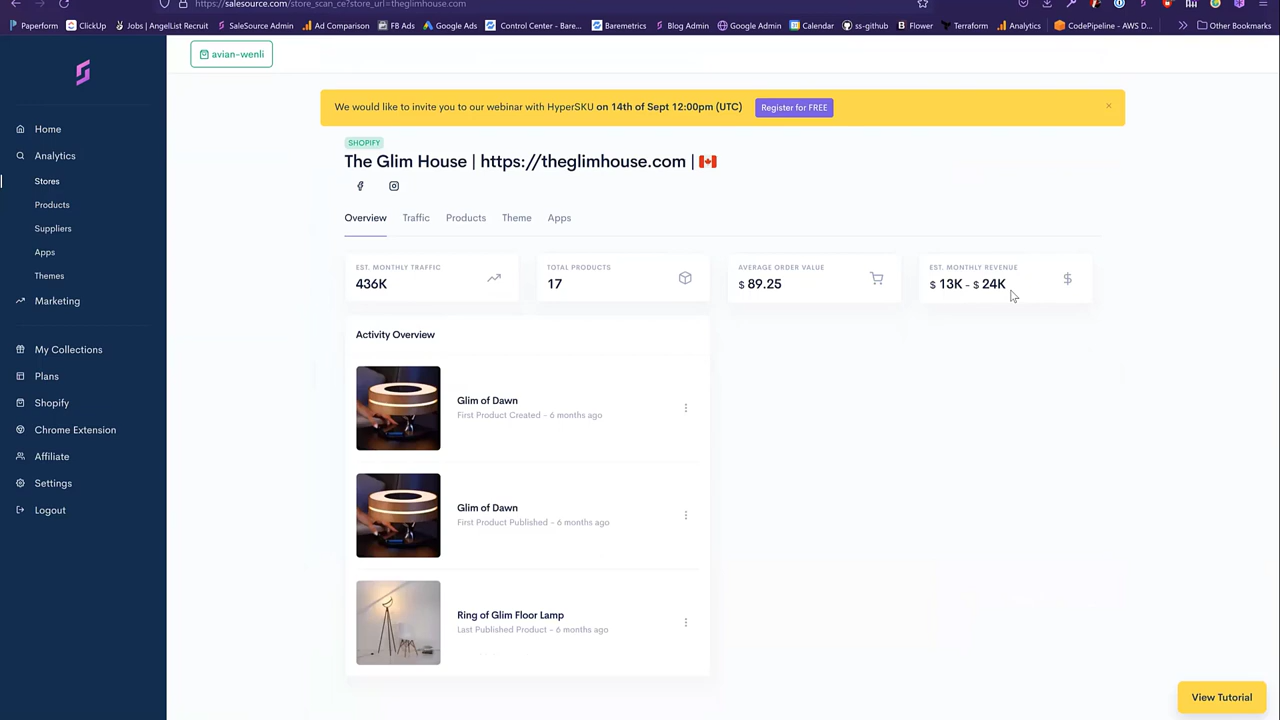 https://salesource.com/store_scan_ce?store_url=theglimhouse.com
Paperform
ClickUp
Jobs | AngelList Recruit
SaleSource Admin
Ad Comparison
FB Ads
Google Ads
Control Center - Bare...
Baremetrics
Blog Admin
Google Admin
Calendar
ss-github
Flower
Terraform
Analytics
CodePipeline - AWS D...
Other Bookmarks
avian-wenli
Home
Analytics
Stores
Products
Suppliers
Apps
Themes
Marketing
My Collections
Plans
Shopify
Chrome Extension
Affiliate
Settings
Logout
We would like to invite you to our webinar with HyperSKU on 14th of Sept 12:00pm (UTC)
Register for FREE
SHOPIFY
The Glim House | https://theglimhouse.com |
Overview
Traffic
Products
Theme
Apps
EST. MONTHLY TRAFFIC
436K
TOTAL PRODUCTS
17
AVERAGE ORDER VALUE
$ 89.25
EST. MONTHLY REVENUE
$ 13K - $ 24K
Activity Overview
Glim of Dawn
First Product Created - 6 months ago
Glim of Dawn
First Product Published - 6 months ago
Ring of Glim Floor Lamp
Last Published Product - 6 months ago
View Tutorial